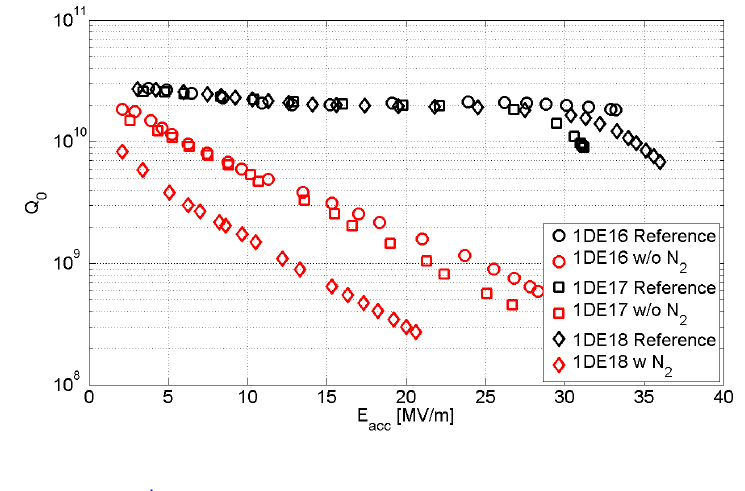 10^11
10^10
10^9
10^8
Q_0
0 5 10 15 20 25 30 35 40
E_acc [MV/m]
1DE16 Reference
1DE16 w/o N_2
1DE17 Reference
1DE17 w/o N_2
1DE18 Reference
1DE18 w N_2